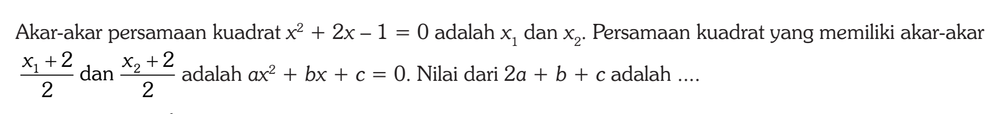 Akar-akar persamaan kuadrat x² + 2x – 1 = 0 adalah x₁ dan x₂. Persamaan kuadrat yang memiliki akar-akar
(x₁ + 2)/2 dan (x₂ + 2)/2 adalah ax² + bx + c = 0. Nilai dari 2a + b + c adalah ....